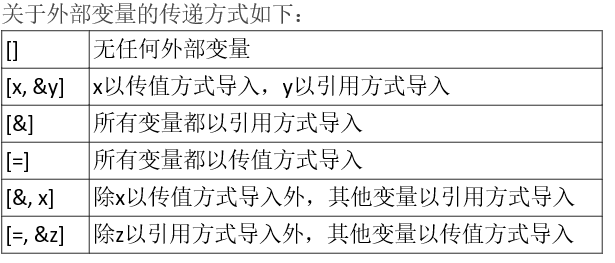 关于外部变量的传递方式如下：
[] 无任何外部变量
[x, &y] x以传值方式导入，y以引用方式导入
[&] 所有变量都以引用方式导入
[=] 所有变量都以传值方式导入
[&, x] 除x以传值方式导入外，其他变量以引用方式导入
[=, &z] 除z以引用方式导入外，其他变量以传值方式导入